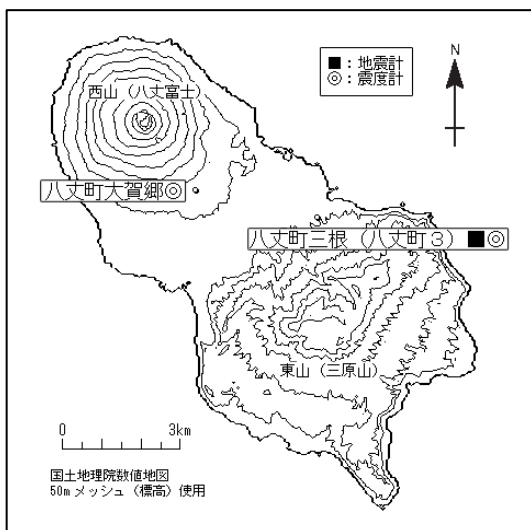 ■:地震計
◎:震度計
N
西山(八丈富士)
八丈町大賀郷◎
八丈町三根(八丈町3)■◎
東山(三原山)
0 3km
国土地理院数値地図
50mメッシュ(標高)使用